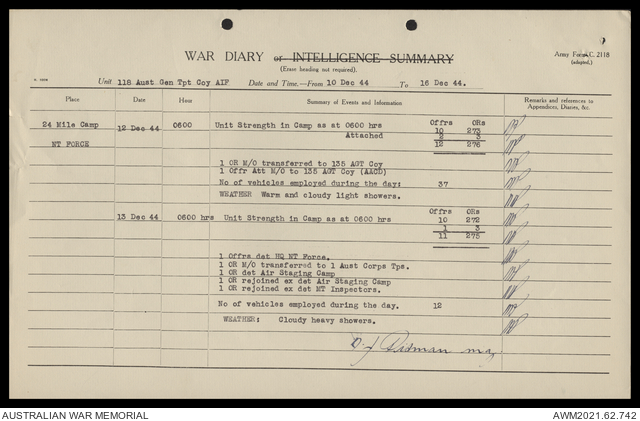 WAR DIARY or INTELLIGENCE SUMMARY
Army Form C. 2118
(adapted.)
(Erase heading not required).
Unit 118 Aust Gen Tpt Coy AIF Date and Time.—From 10 Dec 44 To 16 Dec 44.
Place Date Hour Summary of Events and Information Remarks and references to Appendices, Diaries, &c.
24 Mile Camp 12 Dec 44 0600 Unit Strength in Camp as at 0600 hrs Offrs ORs
10 273
Attached 2 3
NT FORCE 12 276
1 OR M/O transferred to 135 AGT Coy
1 Offr Att M/O to 135 AGT Coy (AACD)
No of vehicles employed during the day: 37
WEATHER Warm and cloudy light showers.
Offrs ORs
13 Dec 44 0600 hrs Unit Strength in Camp as at 0600 hrs 10 272
1 3
11 275
1 Offrs det HQ NT Force.
1 OR M/O transferred to 1 Aust Corps Tps.
1 OR det Air Staging Camp
1 OR rejoined ex det Air Staging Camp
1 OR rejoined ex det MT Inspectors.
No of vehicles employed during the day. 12
WEATHER: Cloudy heavy showers.
AUSTRALIAN WAR MEMORIAL
AWM2021.62.742